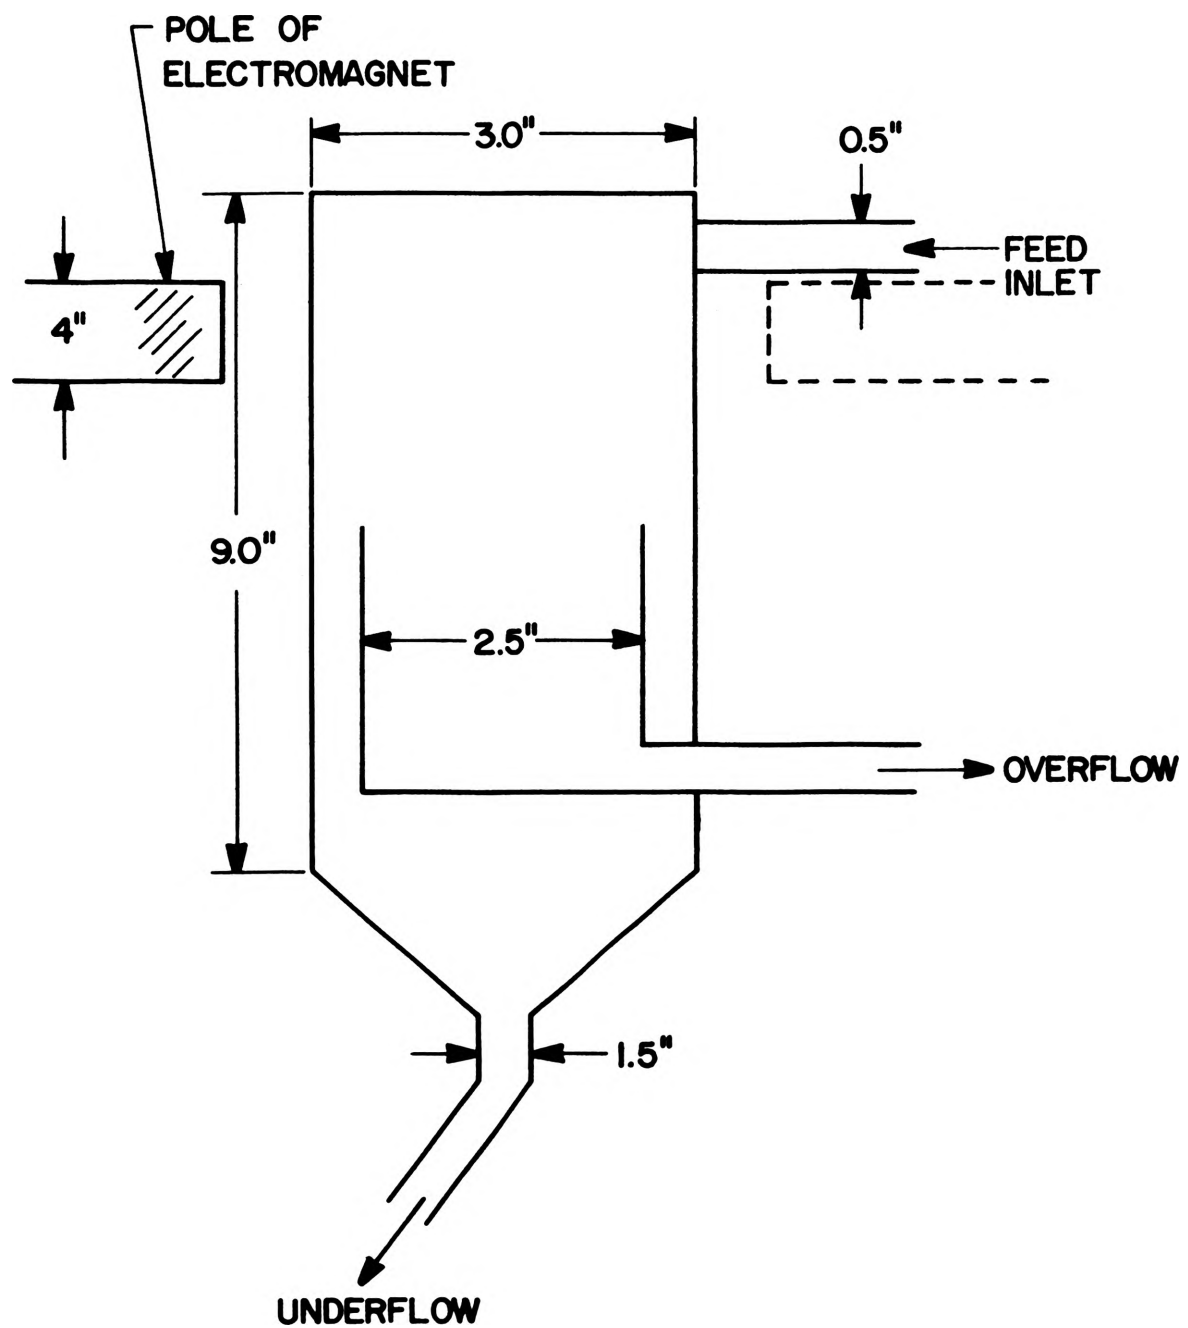 POLE OF
ELECTROMAGNET
3.0"
0.5"
FEED
INLET
4"
9.0"
2.5"
OVERFLOW
1.5"
UNDERFLOW